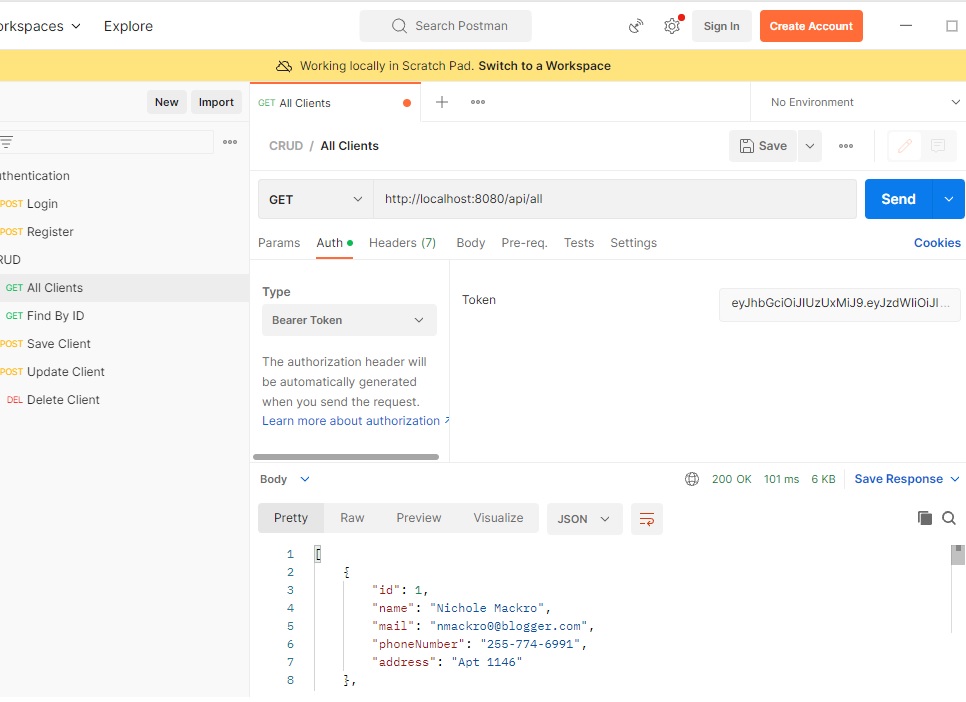 orkspaces Explore Search Postman Sign In Create Account
Working locally in Scratch Pad. Switch to a Workspace
New Import GET All Clients No Environment
CRUD / All Clients Save
uthentication
POST Login
POST Register
RUD
GET All Clients
GET Find By ID
POST Save Client
POST Update Client
DEL Delete Client
GET http://localhost:8080/api/all Send
Params Auth Headers (7) Body Pre-req. Tests Settings Cookies
Type
Bearer Token
The authorization header will
be automatically generated
when you send the request.
Learn more about authorization ↗
Token eyJhbGciOiJIUzUxMiJ9.eyJzdWIiOiJI...
Body 200 OK 101 ms 6 KB Save Response
Pretty Raw Preview Visualize JSON
1 [
2 {
3 "id": 1,
4 "name": "Nichole Mackro",
5 "mail": "nmackro0@blogger.com",
6 "phoneNumber": "255-774-6991",
7 "address": "Apt 1146"
8 },